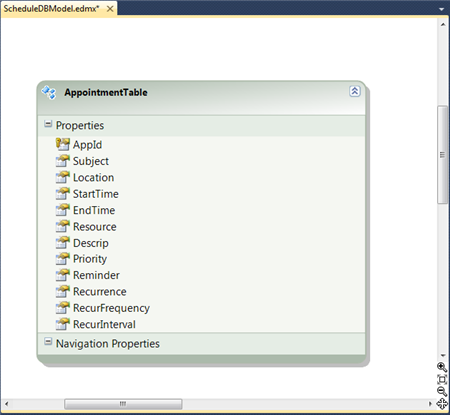 ScheduleDBModel.edmx*
AppointmentTable
Properties
AppId
Subject
Location
StartTime
EndTime
Resource
Descrip
Priority
Reminder
Recurrence
RecurFrequency
RecurInterval
Navigation Properties